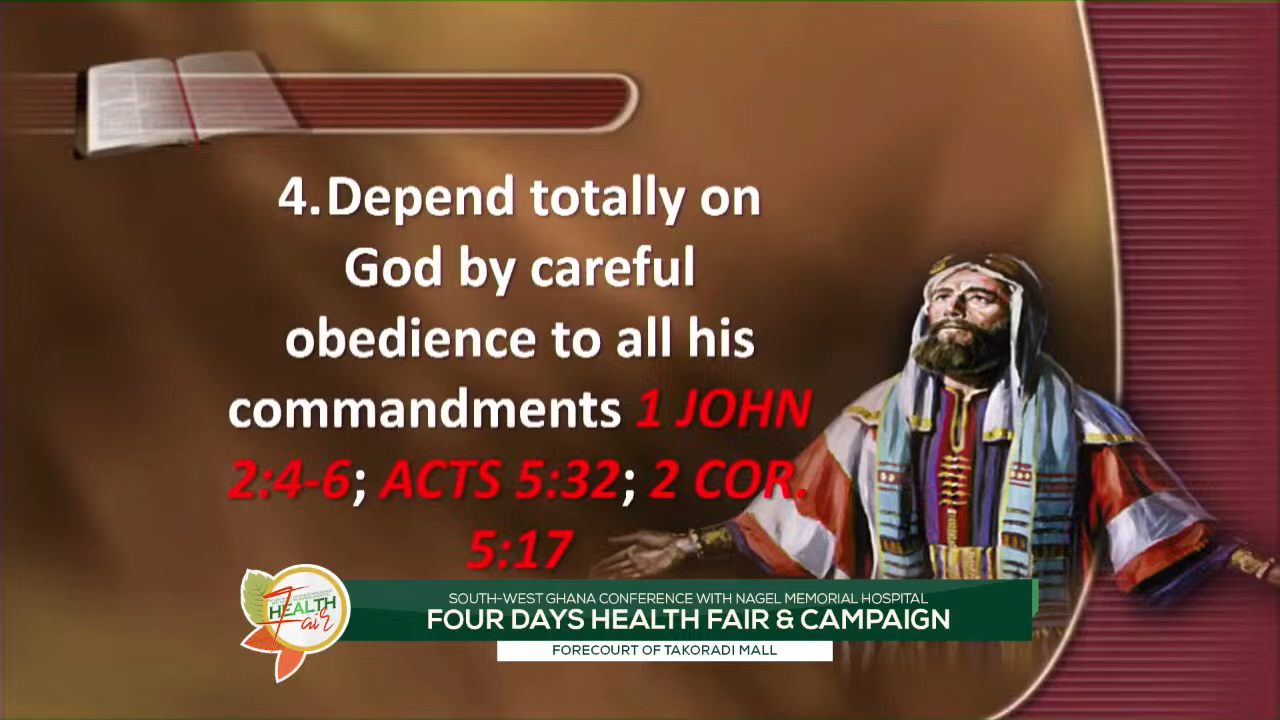 4. Depend totally on
God by careful
obedience to all his
commandments 1 JOHN
2:4-6; ACTS 5:32; 2 COR.
5:17
HEALTH
Fair
SOUTH-WEST GHANA CONFERENCE WITH NAGEL MEMORIAL HOSPITAL
FOUR DAYS HEALTH FAIR & CAMPAIGN
FORECOURT OF TAKORADI MALL